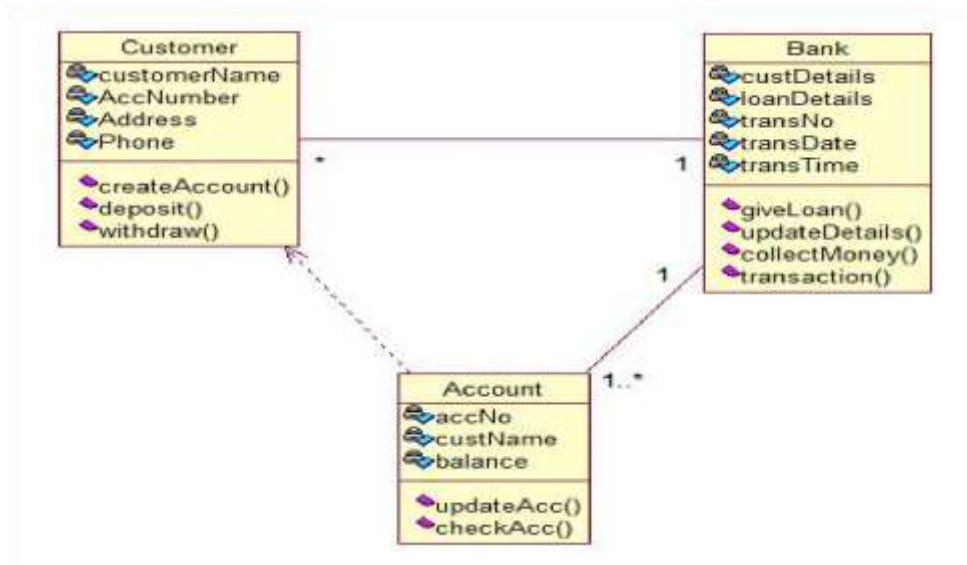 Customer
customerName
AccNumber
Address
Phone
createAccount()
deposit()
withdraw()
*
1
Bank
custDetails
loanDetails
transNo
transDate
transTime
giveLoan()
updateDetails()
collectMoney()
transaction()
1
1..*
Account
accNo
custName
balance
updateAcc()
checkAcc()